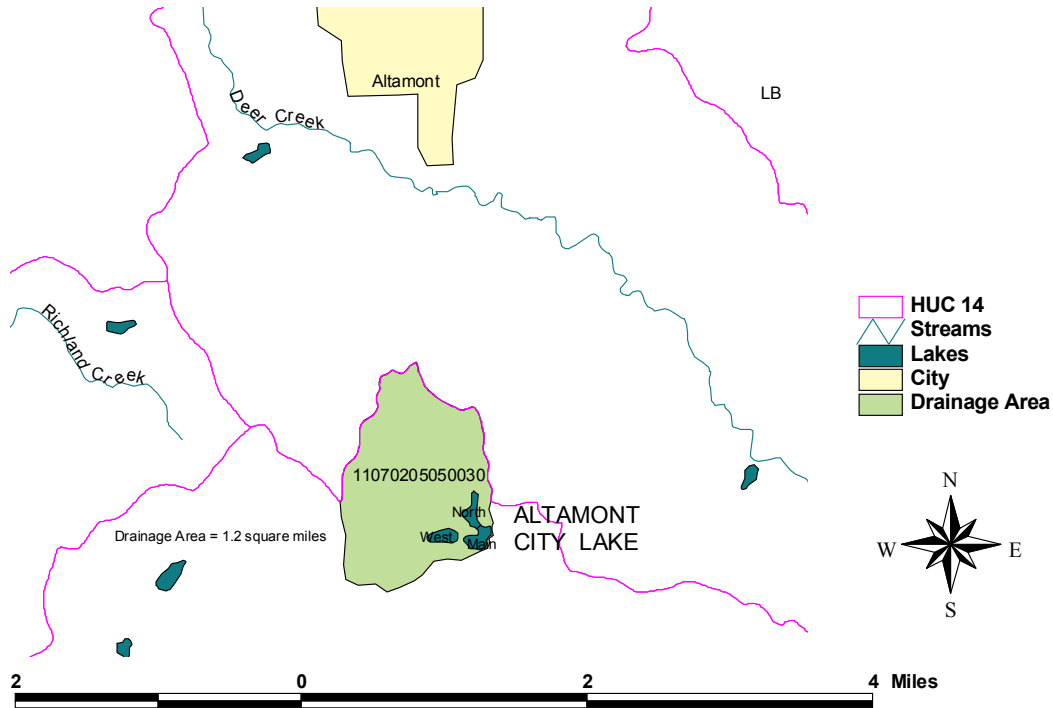 Altamont
LB
Deer Creek
Richland Creek
HUC 14
Streams
Lakes
City
Drainage Area
11070205050030
North
West
Main
ALTAMONT
CITY LAKE
Drainage Area = 1.2 square miles
N
W
E
S
2 0 2 4 Miles